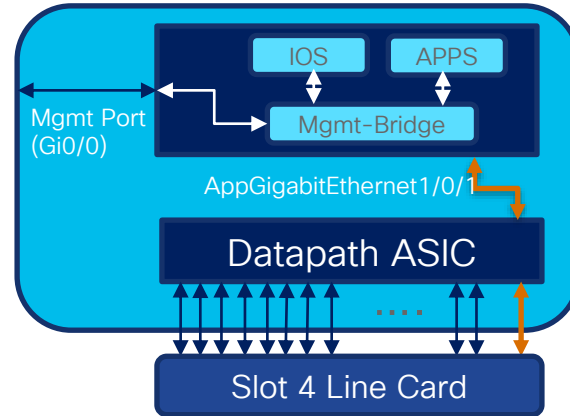 IOS
APPS
Mgmt-Bridge
Mgmt Port
(Gi0/0)
AppGigabitEthernet1/0/1
Datapath ASIC
....
Slot 4 Line Card